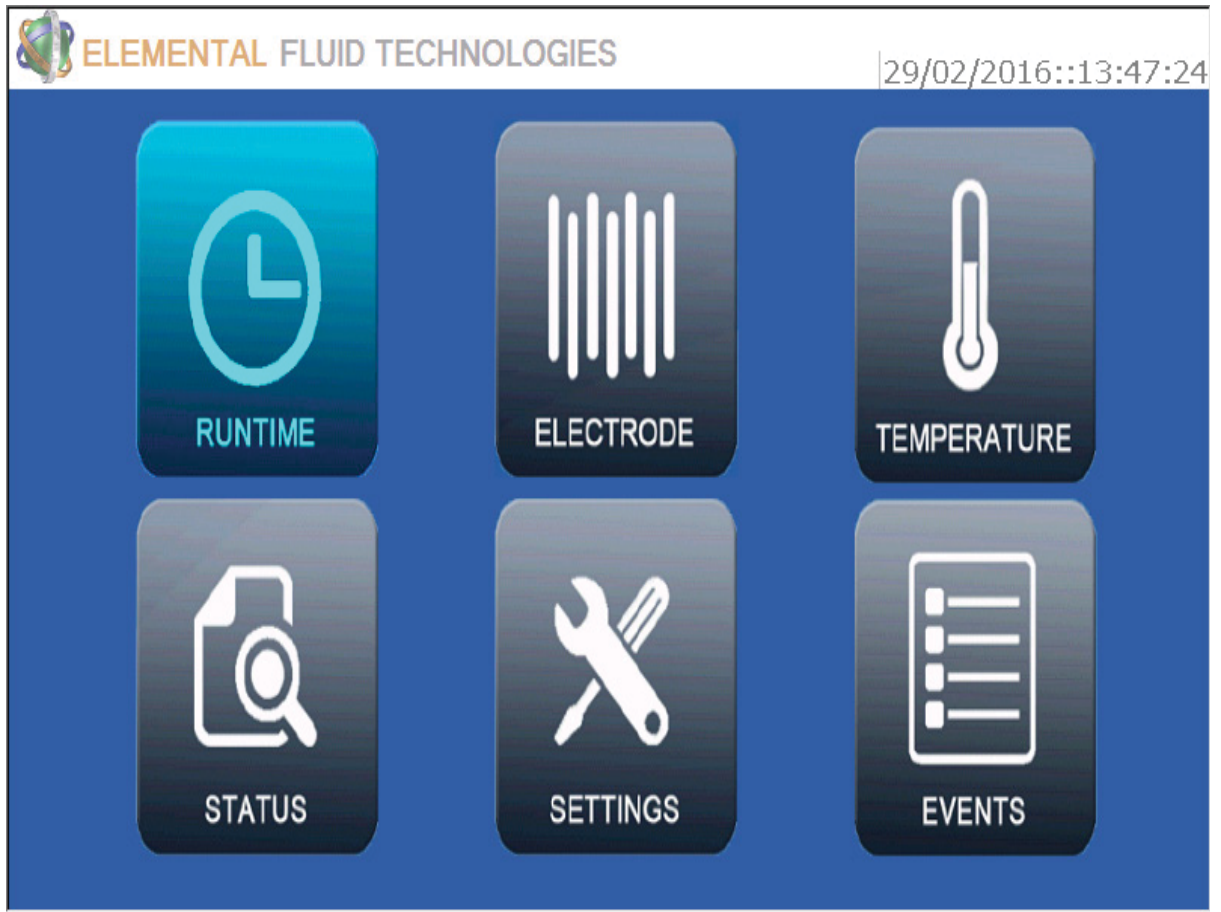 ELEMENTAL FLUID TECHNOLOGIES
29/02/2016::13:47:24
RUNTIME
ELECTRODE
TEMPERATURE
STATUS
SETTINGS
EVENTS